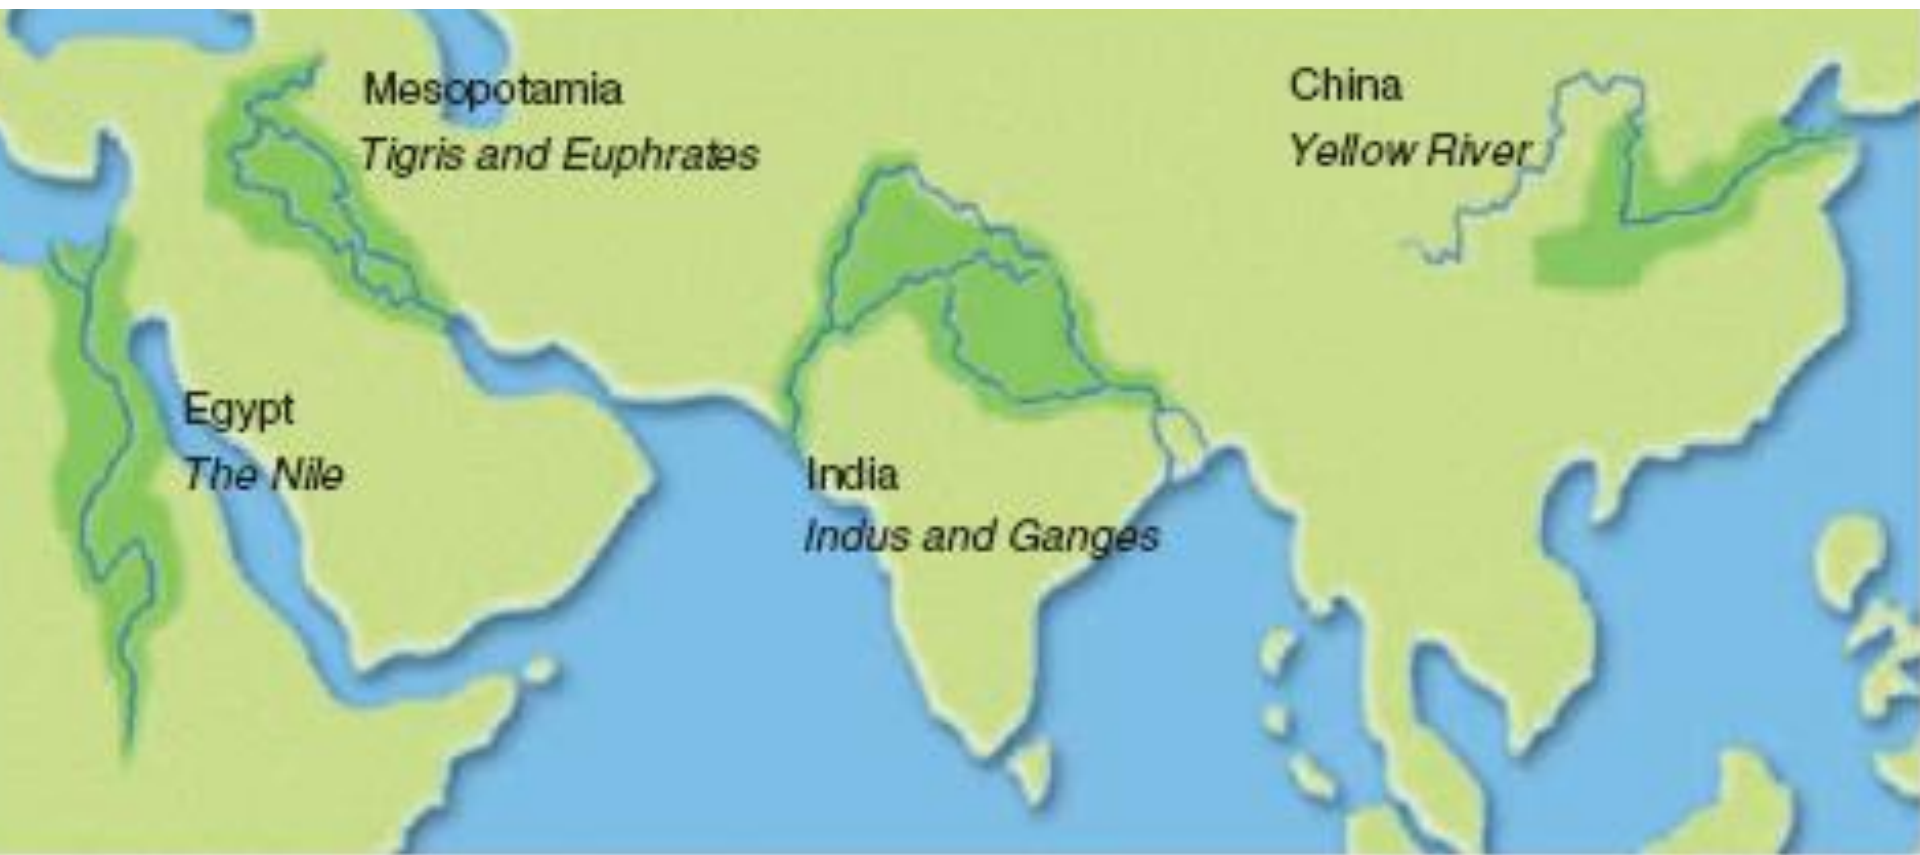 Mesopotamia
Tigris and Euphrates
China
Yellow River
Egypt
The Nile
India
Indus and Ganges